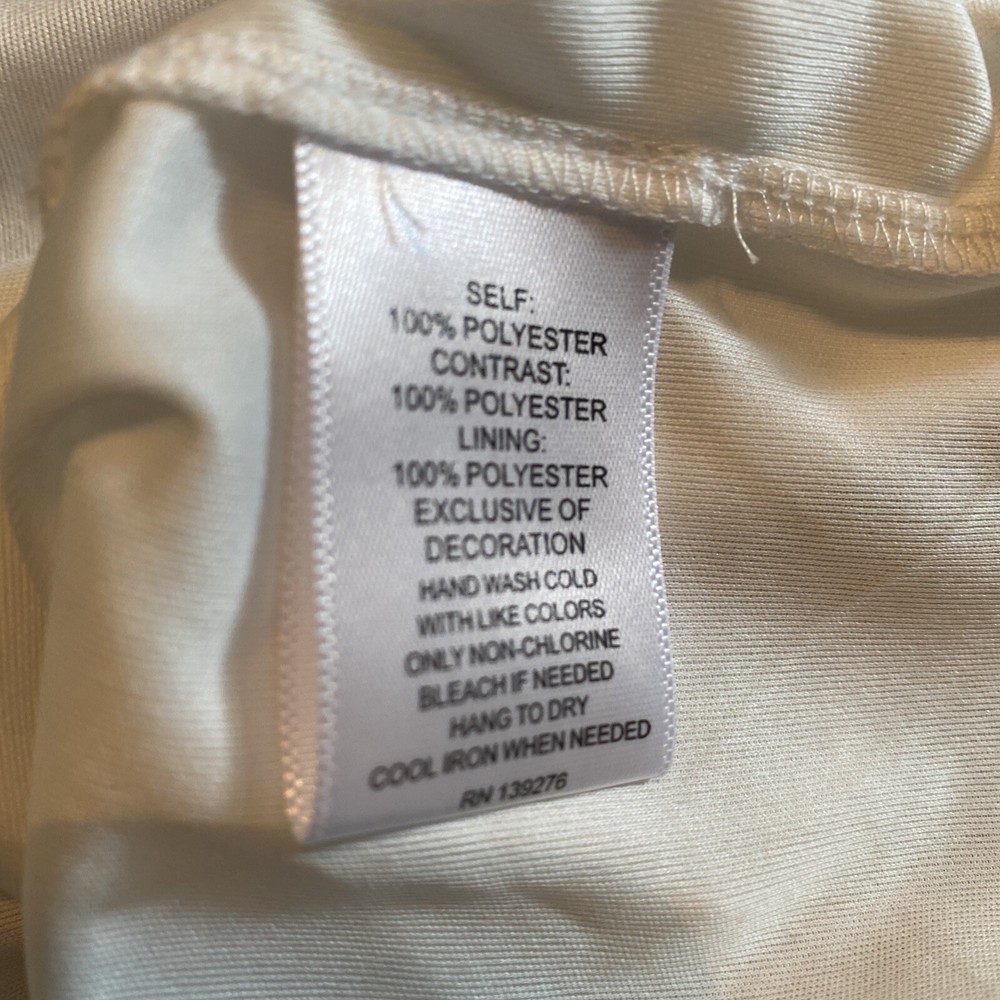 SELF:
100% POLYESTER
CONTRAST:
100% POLYESTER
LINING:
100% POLYESTER
EXCLUSIVE OF
DECORATION
HAND WASH COLD
WITH LIKE COLORS
ONLY NON-CHLORINE
BLEACH IF NEEDED
HANG TO DRY
COOL IRON WHEN NEEDED
RN 139276